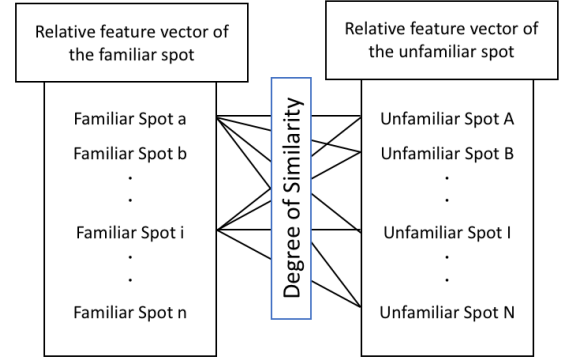 Relative feature vector of
the familiar spot
Familiar Spot a
Familiar Spot b
.
.
Familiar Spot i
.
.
Familiar Spot n
Degree of Similarity
Relative feature vector of
the unfamiliar spot
Unfamiliar Spot A
Unfamiliar Spot B
.
.
Unfamiliar Spot I
.
.
Unfamiliar Spot N